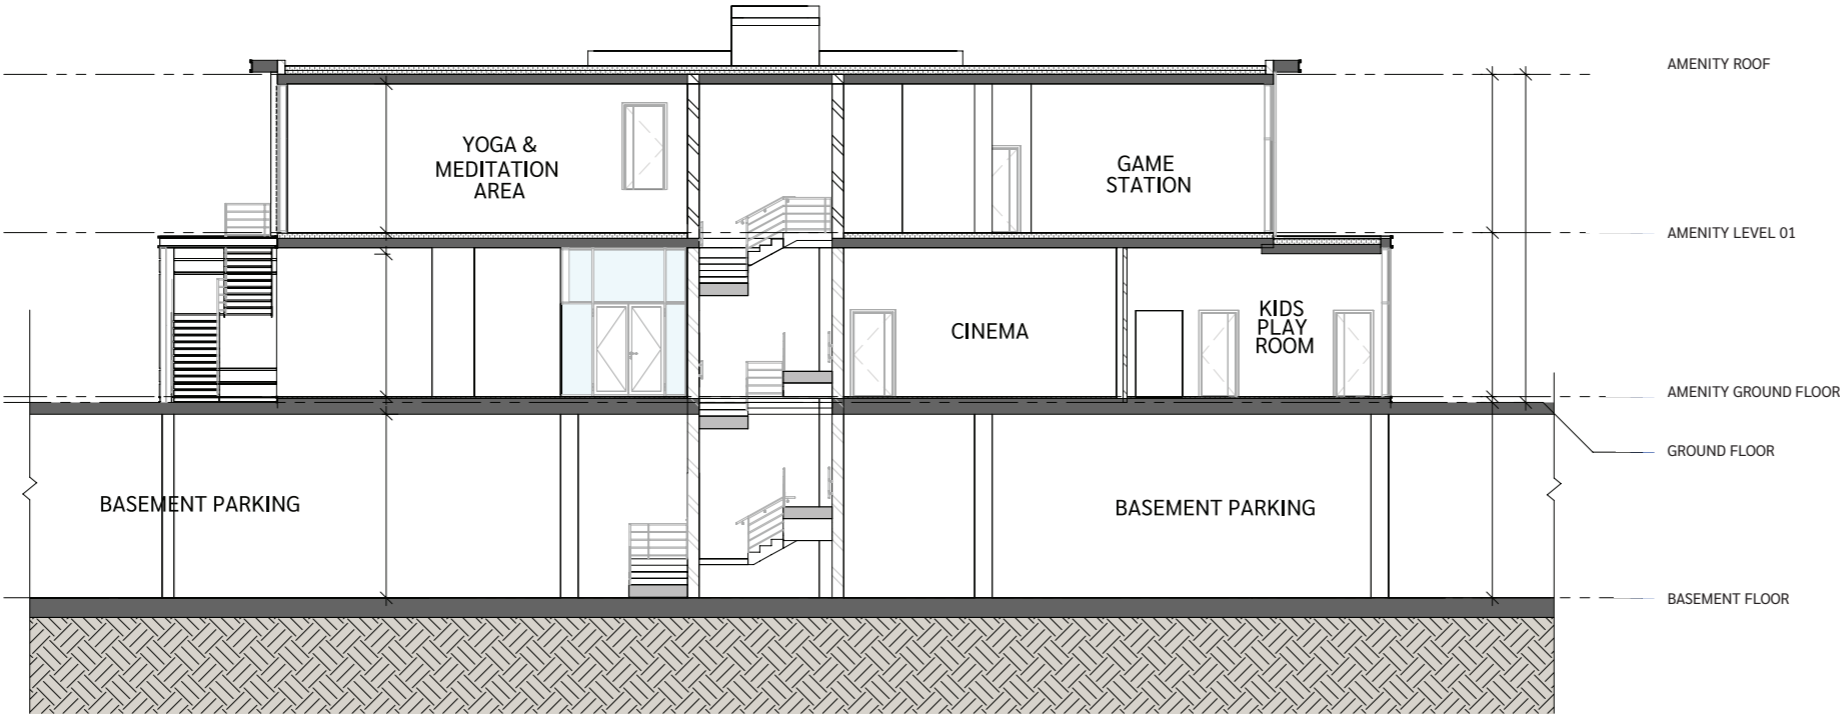 AMENITY ROOF
YOGA &
MEDITATION
AREA
GAME
STATION
AMENITY LEVEL 01
CINEMA
KIDS
PLAY
ROOM
AMENITY GROUND FLOOR
GROUND FLOOR
BASEMENT PARKING
BASEMENT PARKING
BASEMENT FLOOR